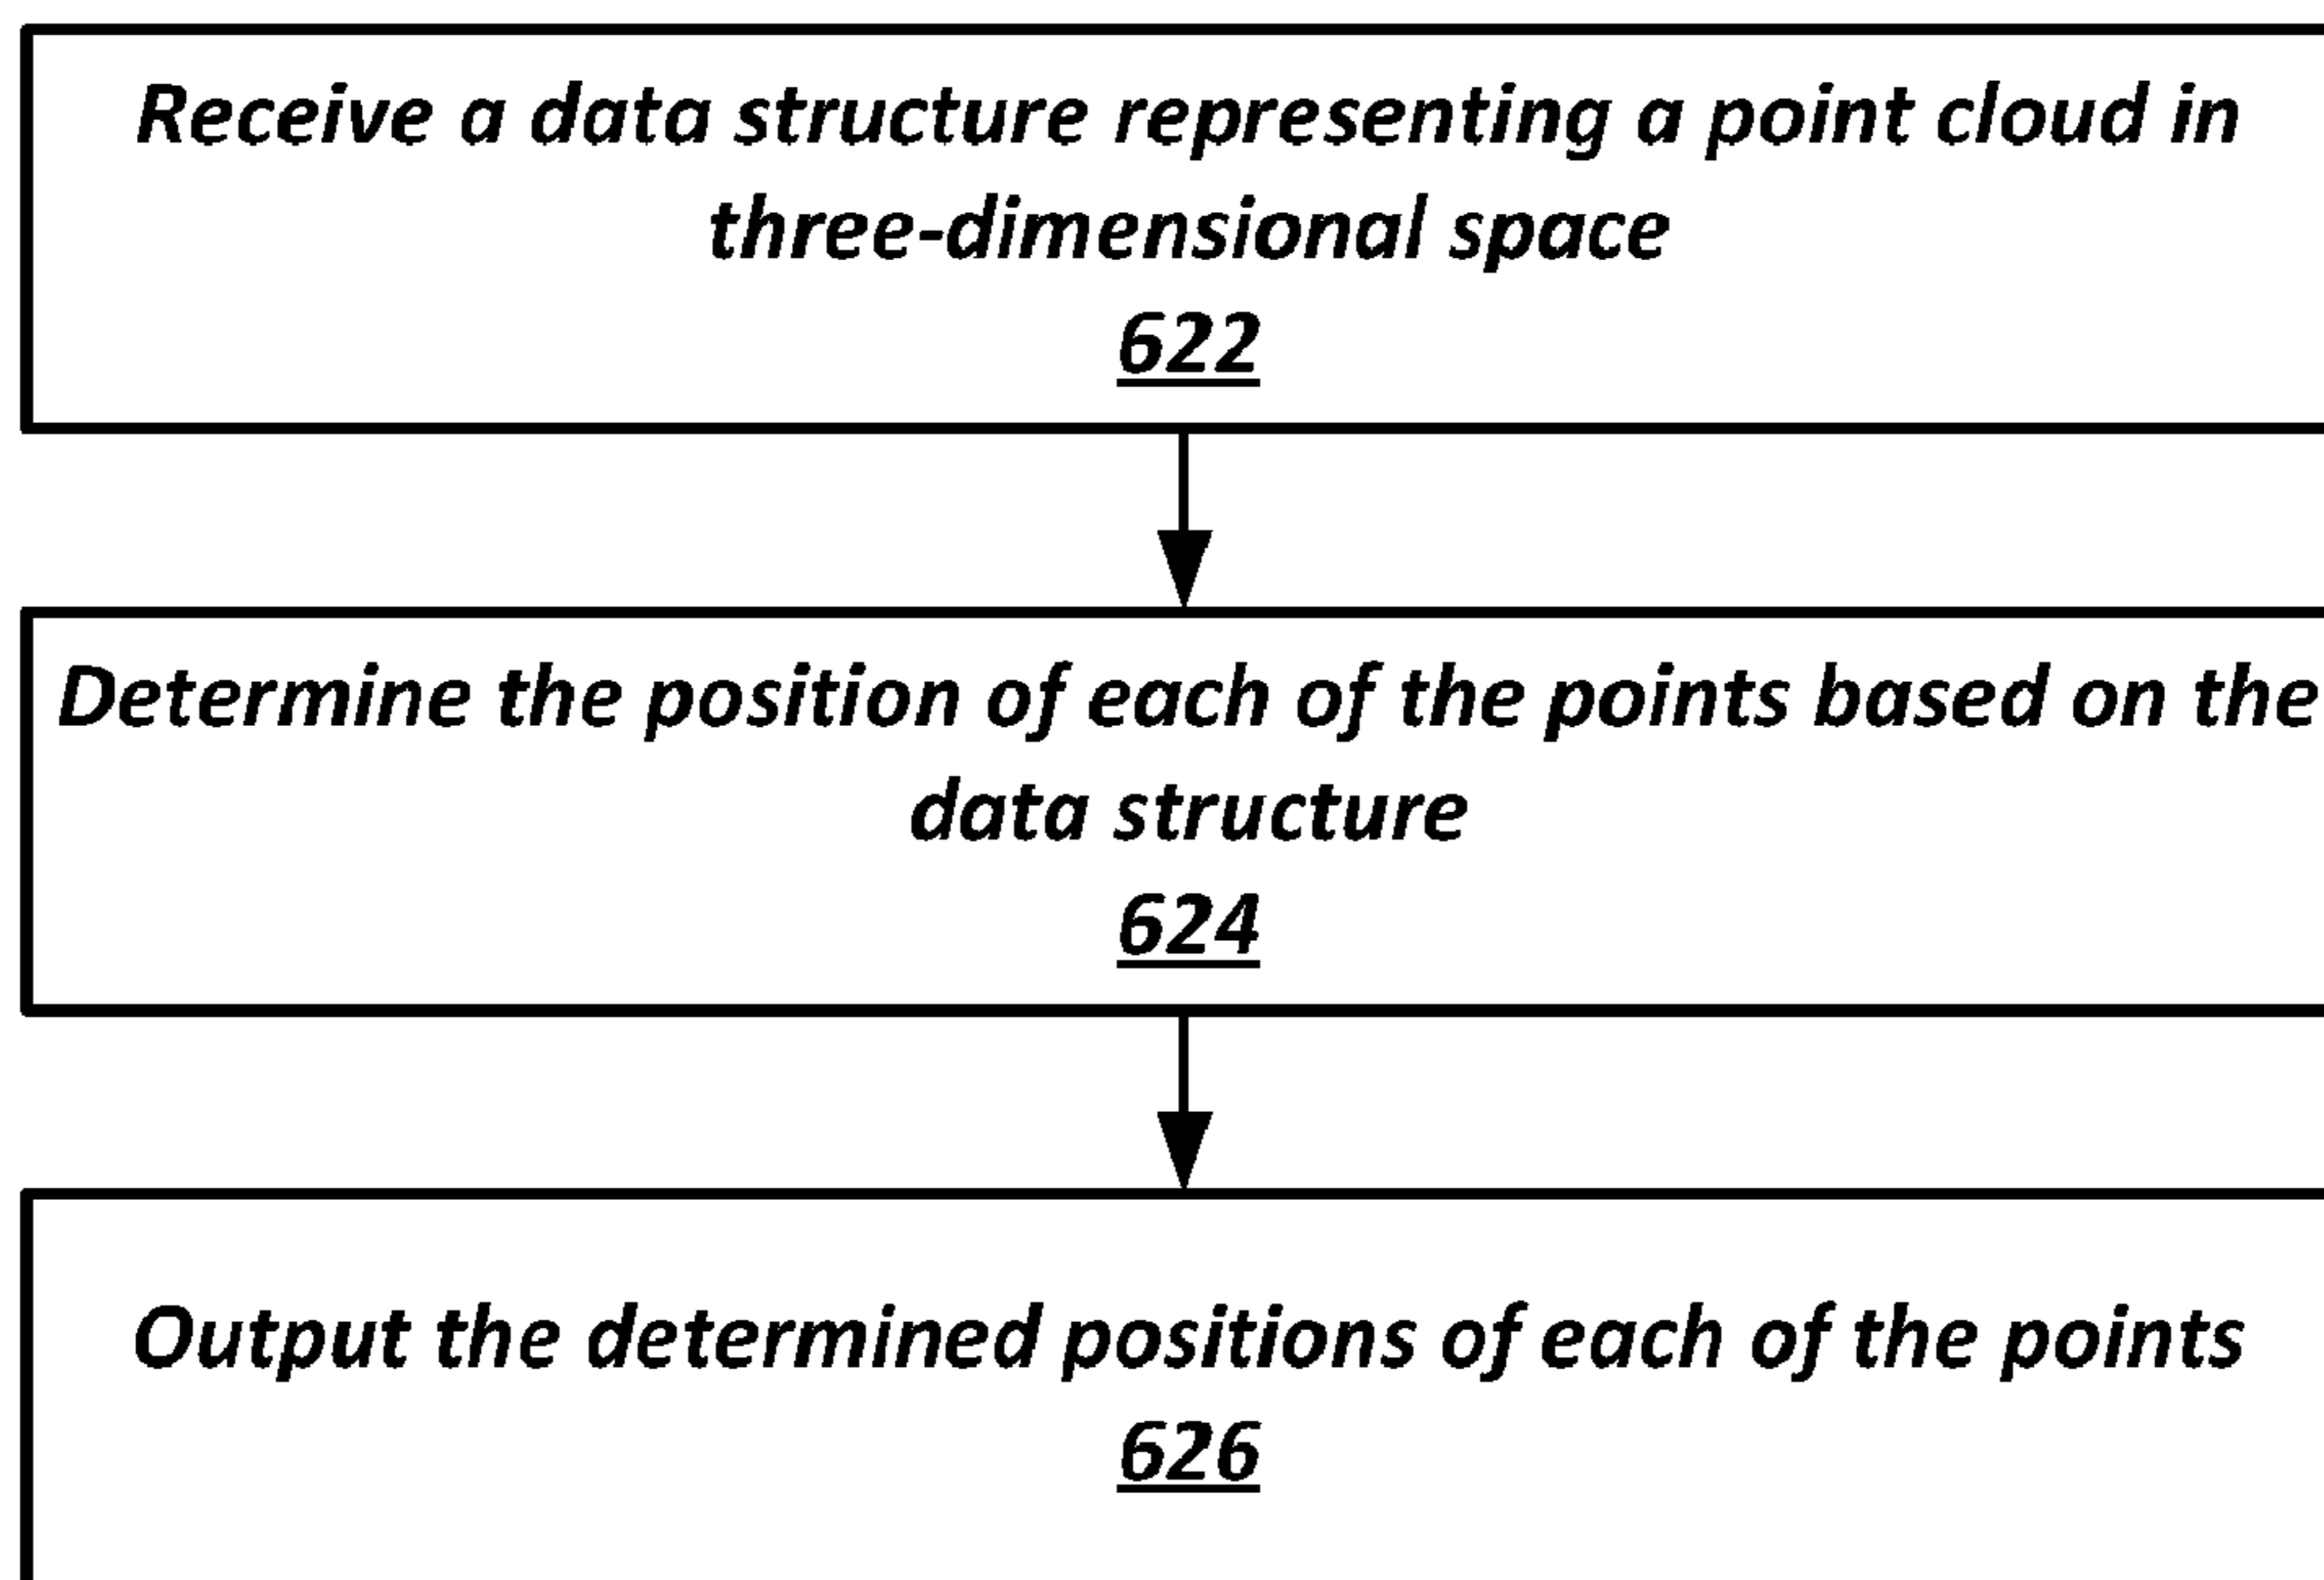 Receive a data structure representing a point cloud in
three-dimensional space
622
Determine the position of each of the points based on the
data structure
624
Output the determined positions of each of the points
626